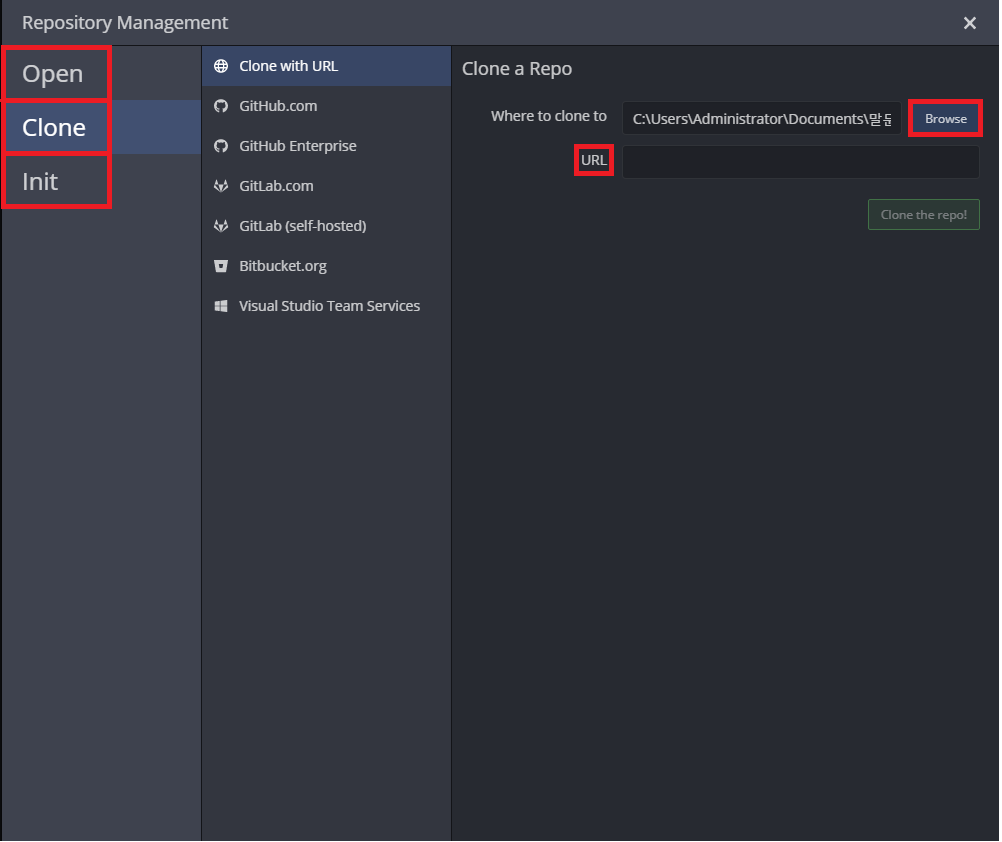 Repository Management
Open
Clone
Init
Clone with URL
GitHub.com
GitHub Enterprise
GitLab.com
GitLab (self-hosted)
Bitbucket.org
Visual Studio Team Services
Clone a Repo
Where to clone to
C:\Users\Administrator\Documents\말
Browse
URL
Clone the repo!